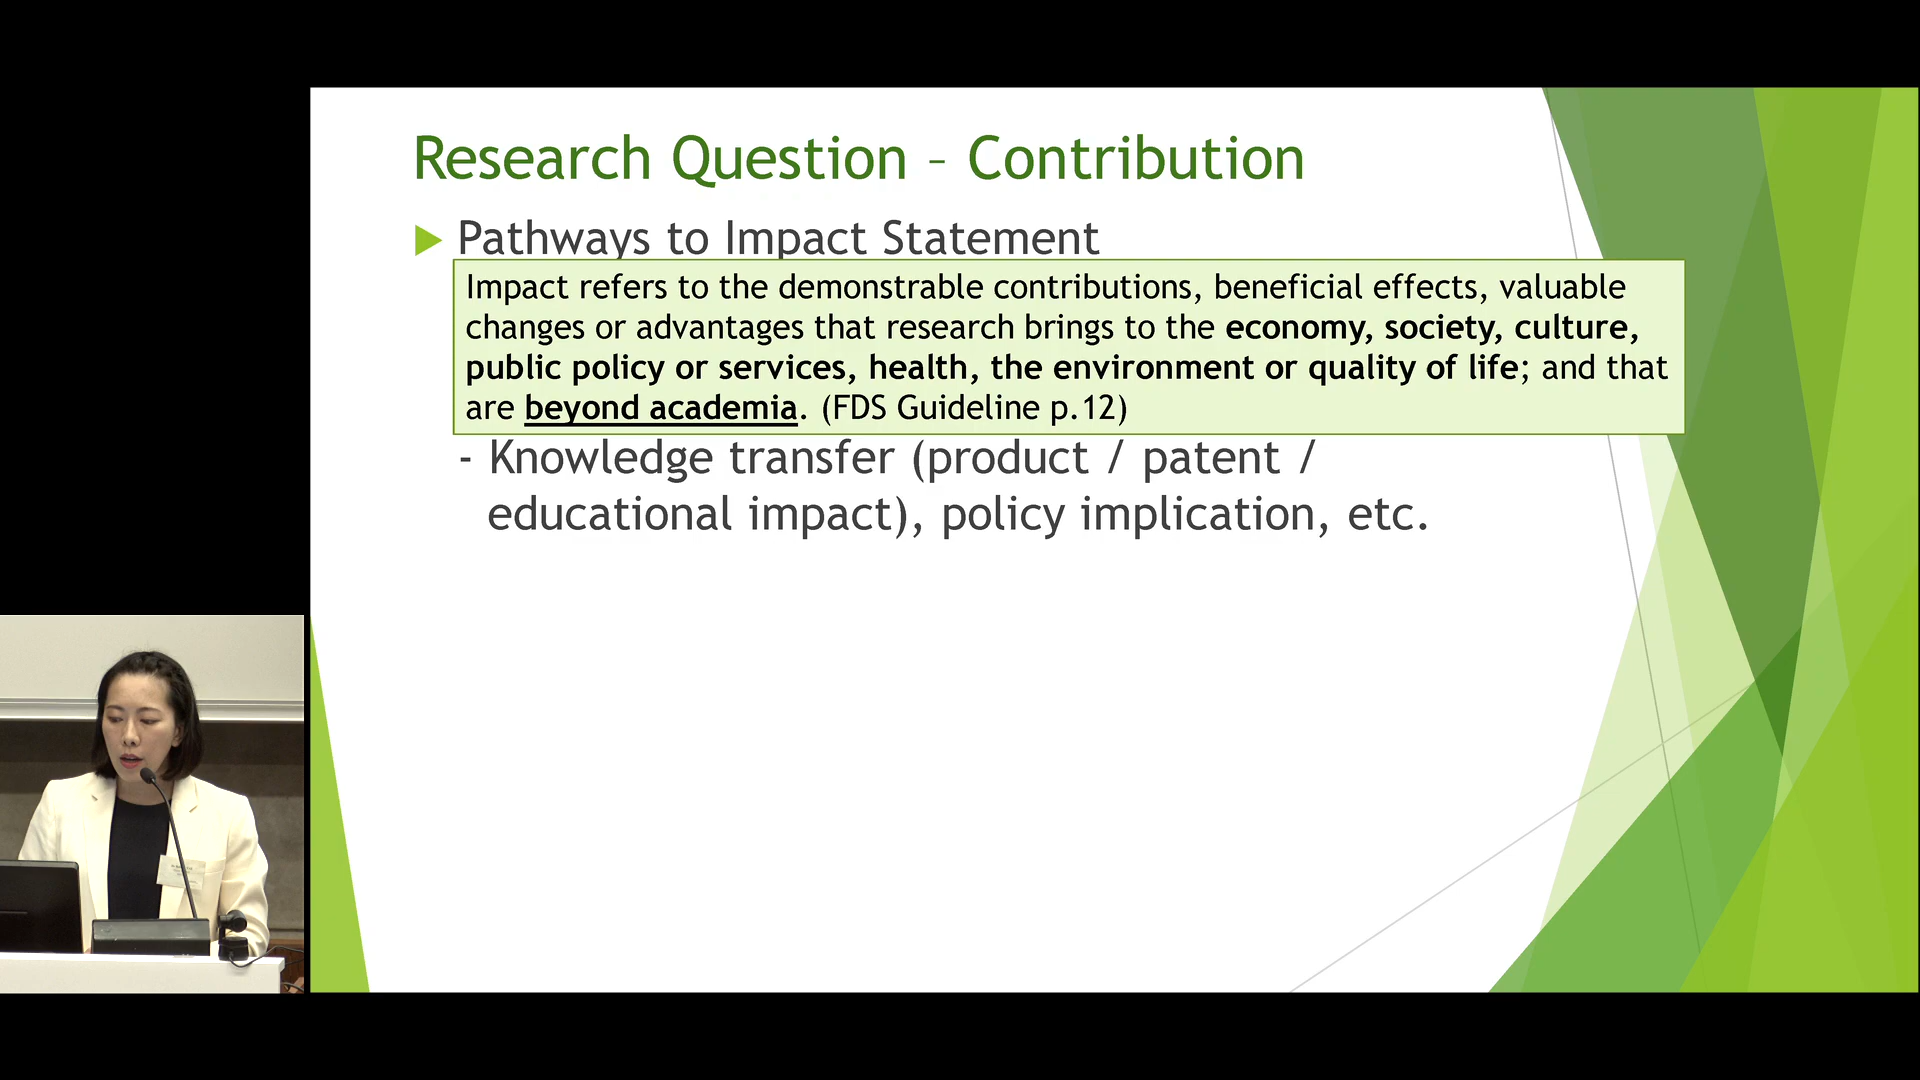 Research Question – Contribution
Pathways to Impact Statement
Impact refers to the demonstrable contributions, beneficial effects, valuable
changes or advantages that research brings to the economy, society, culture,
public policy or services, health, the environment or quality of life; and that
are beyond academia. (FDS Guideline p.12)
- Knowledge transfer (product / patent /
educational impact), policy implication, etc.